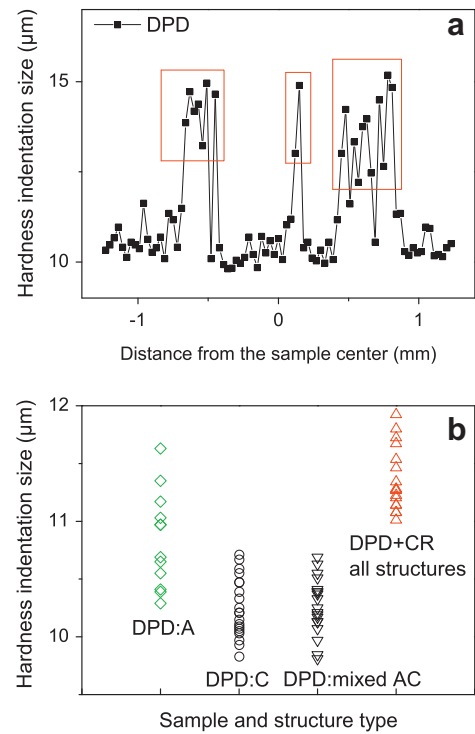 DPD
a
Hardness indentation size (μm)
15
10
-1
0
1
Distance from the sample center (mm)
b
Hardness indentation size (μm)
12
11
10
DPD+CR
all structures
DPD:A
DPD:C
DPD:mixed AC
Sample and structure type